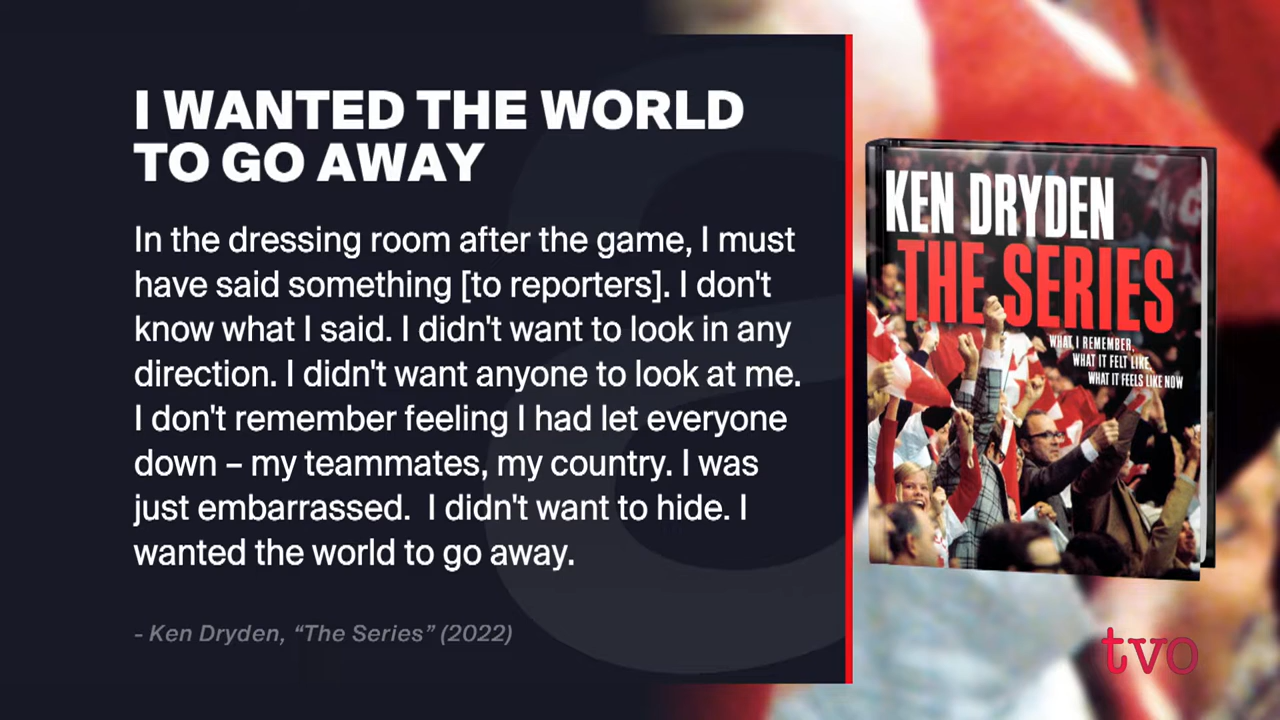 I WANTED THE WORLD
TO GO AWAY
In the dressing room after the game, I must
have said something [to reporters]. I don't
know what I said. I didn't want to look in any
direction. I didn't want anyone to look at me.
I don't remember feeling I had let everyone
down – my teammates, my country. I was
just embarrassed.  I didn't want to hide. I
wanted the world to go away.
- Ken Dryden, “The Series” (2022)
KEN DRYDEN
THE SERIES
WHAT I REMEMBER,
WHAT IT FELT LIKE,
WHAT IT FEELS LIKE NOW
tvo